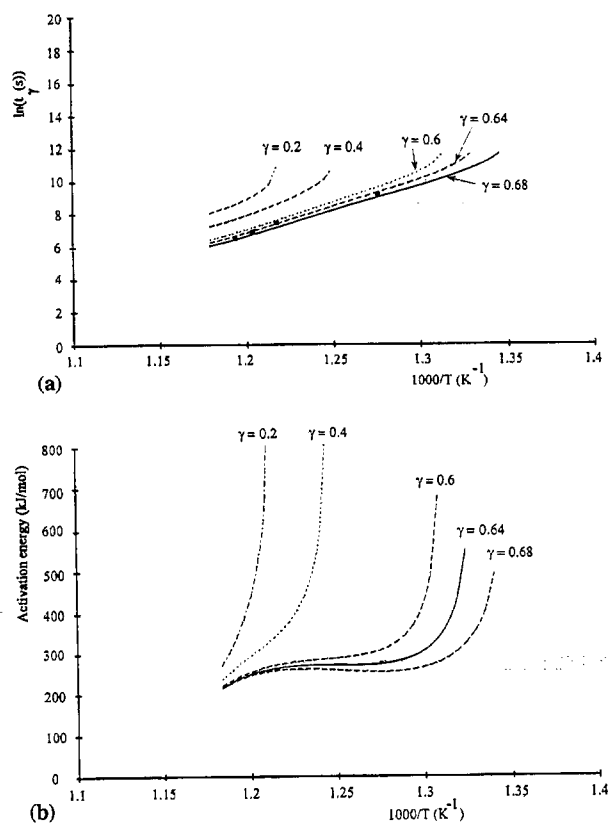 ln(t (s))
γ
20
18
16
14
12
10
8
6
4
2
0
γ = 0.2
γ = 0.4
γ = 0.6
γ = 0.64
γ = 0.68
1.1
1.15
1.2
1.25
1.3
1.35
1.4
1000/T (K-1)
(a)
Activation energy (kJ/mol)
800
700
600
500
400
300
200
100
0
γ = 0.2
γ = 0.4
γ = 0.6
γ = 0.64
γ = 0.68
1.1
1.2
1.25
1.3
1.35
1.4
1000/T (K-1)
(b)